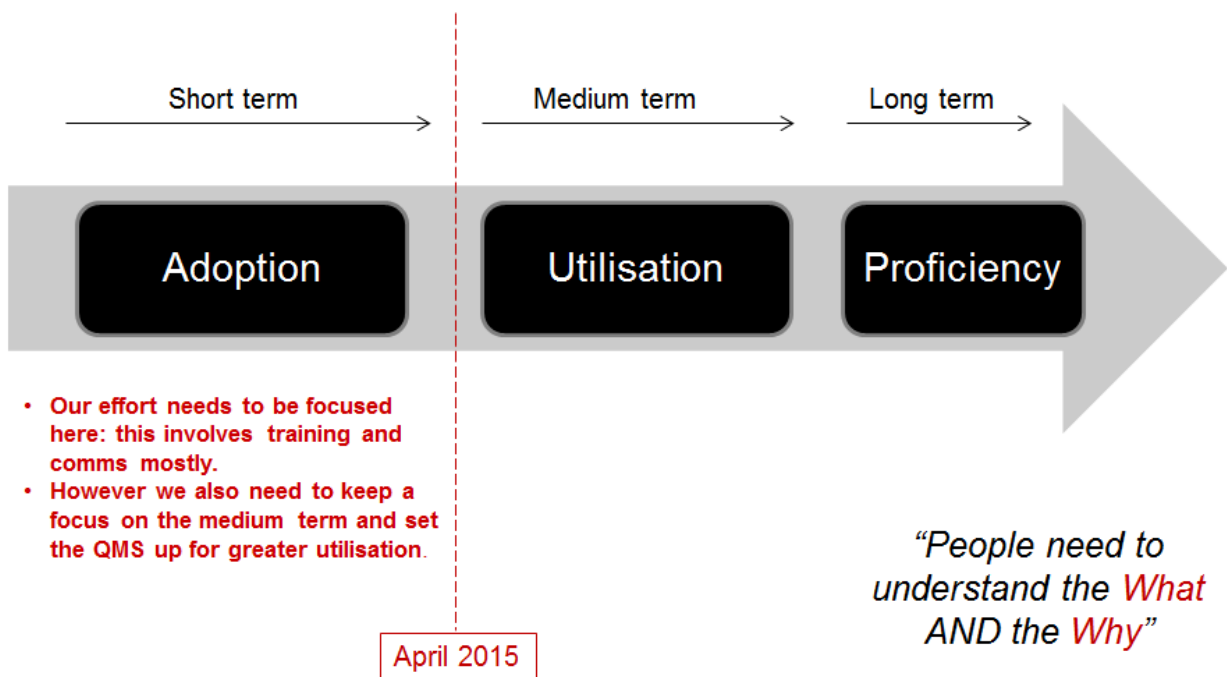 Short term
Medium term
Long term
Adoption
Utilisation
Proficiency
• Our effort needs to be focused
here: this involves training and
comms mostly.
• However we also need to keep a
focus on the medium term and set
the QMS up for greater utilisation.
“People need to
understand the What
AND the Why”
April 2015